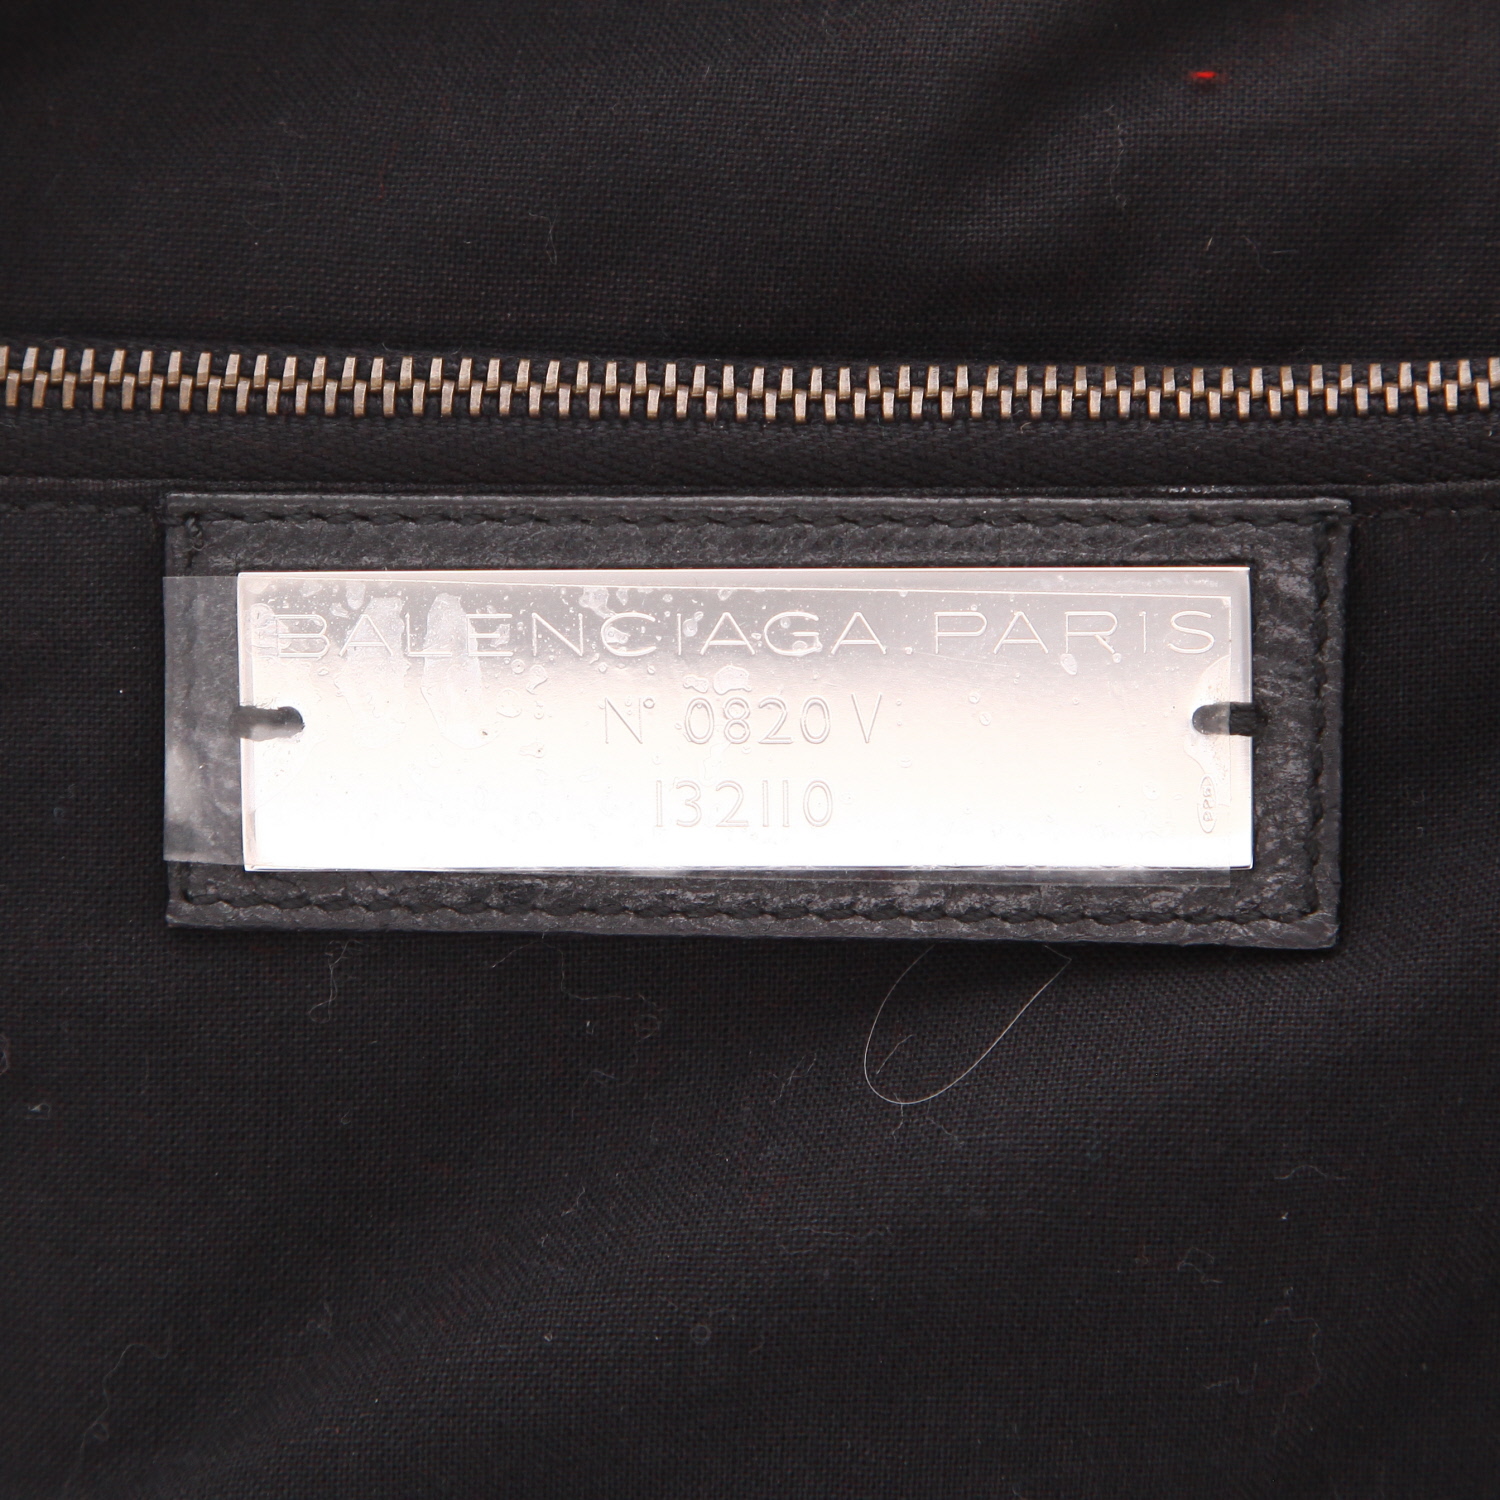 BALENCIAGA.PARIS
N° 0820 V
132110